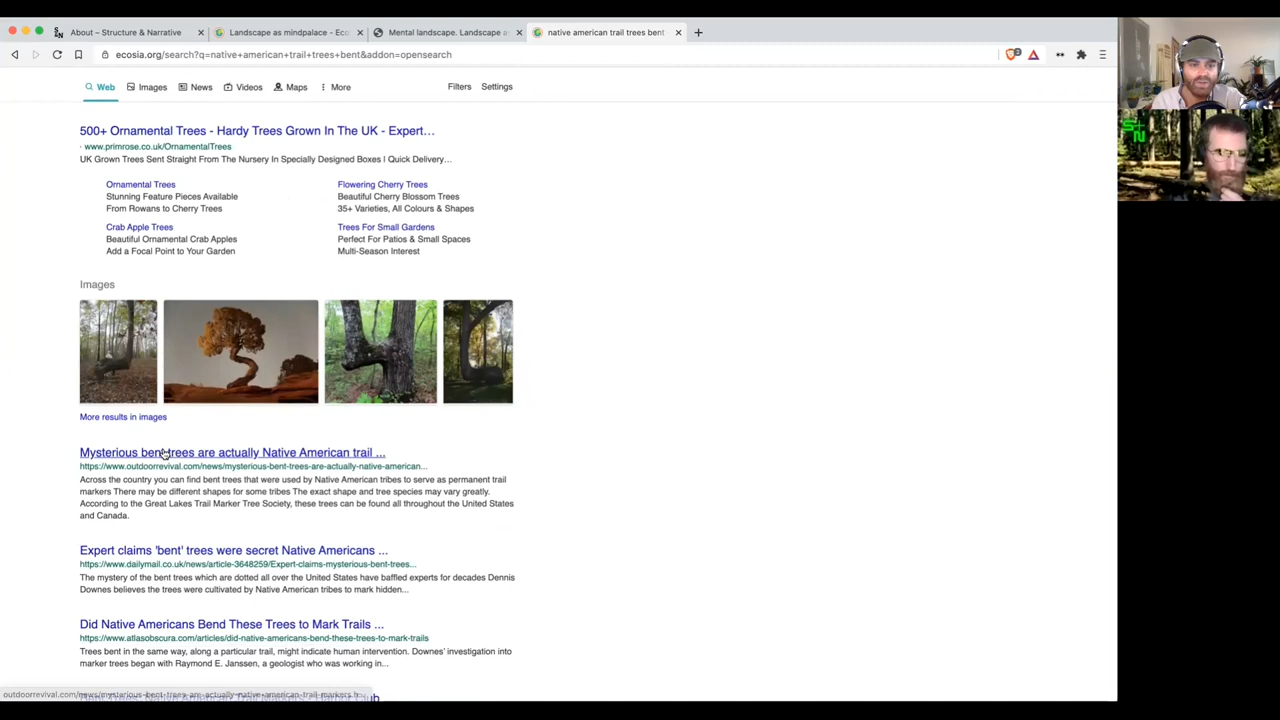 About – Structure & Narrative
Landscape as mindpalace - Eco
Mental landscape. Landscape as
native american trail trees bent
ecosia.org/search?q=native+american+trail+trees+bent&addon=opensearch
Web
Images
News
Videos
Maps
More
Filters
Settings
500+ Ornamental Trees - Hardy Trees Grown In The UK - Expert…
· www.primrose.co.uk/OrnamentalTrees
UK Grown Trees Sent Straight From The Nursery In Specially Designed Boxes | Quick Delivery…
Ornamental Trees
Stunning Feature Pieces Available
From Rowans to Cherry Trees
Flowering Cherry Trees
Beautiful Cherry Blossom Trees
35+ Varieties, All Colours & Shapes
Crab Apple Trees
Beautiful Ornamental Crab Apples
Add a Focal Point to Your Garden
Trees For Small Gardens
Perfect For Patios & Small Spaces
Multi-Season Interest
Images
More results in images
Mysterious bent trees are actually Native American trail ...
https://www.outdoorrevival.com/news/mysterious-bent-trees-are-actually-native-american...
Across the country you can find bent trees that were used by Native American tribes to serve as permanent trail
markers There may be different shapes for some tribes The exact shape and tree species may vary greatly.
According to the Great Lakes Trail Marker Tree Society, these trees can be found all throughout the United States
and Canada.
Expert claims 'bent' trees were secret Native Americans ...
https://www.dailymail.co.uk/news/article-3648259/Expert-claims-mysterious-bent-trees...
The mystery of the bent trees which are dotted all over the United States have baffled experts for decades Dennis
Downes believes the trees were cultivated by Native American tribes to mark hidden...
Did Native Americans Bend These Trees to Mark Trails ...
https://www.atlasobscura.com/articles/did-native-americans-bend-these-trees-to-mark-trails
Trees bent in the same way, along a particular trail, might indicate human intervention. Downes' investigation into
marker trees began with Raymond E. Janssen, a geologist who was working in...
outdoorrevival.com/news/mysterious-bent-trees-are-actually-native-american-trail-markers.h
S+N